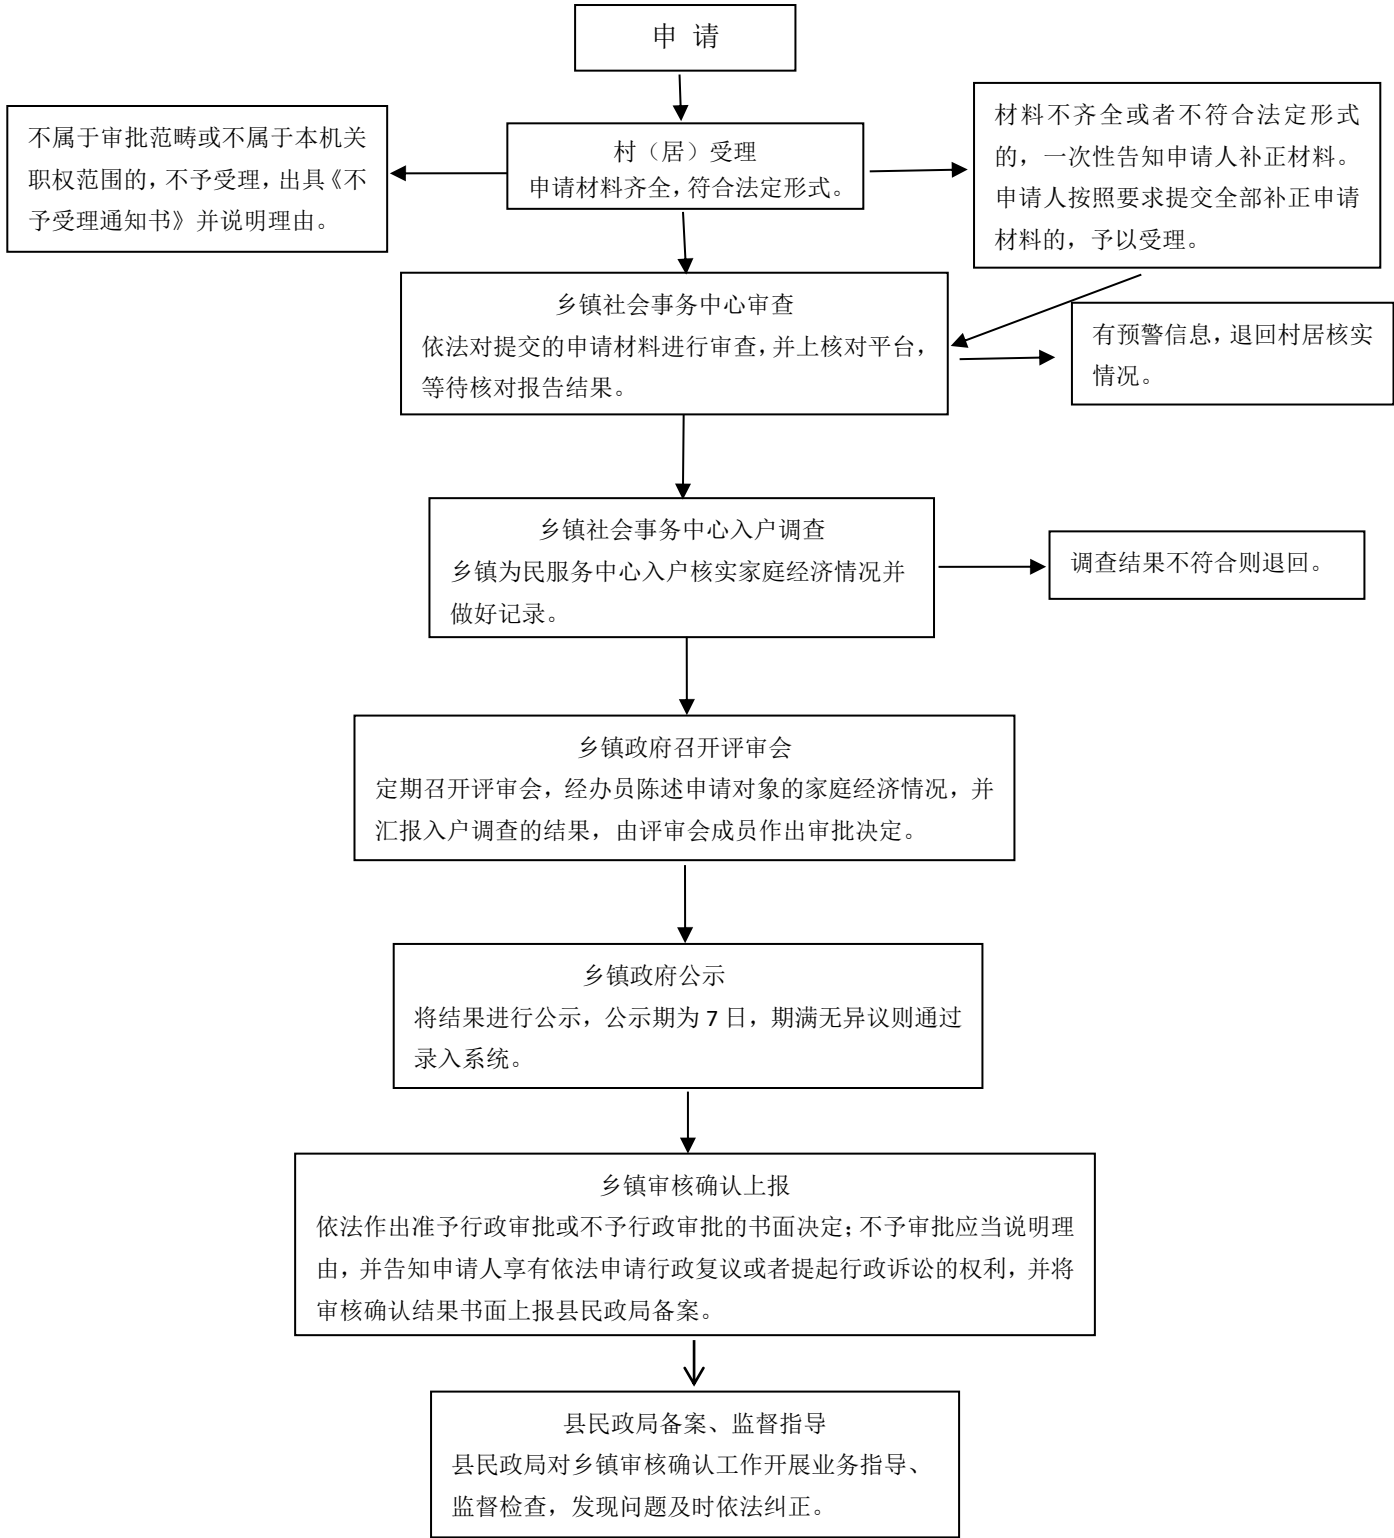 申 请
不属于审批范畴或不属于本机关
职权范围的，不予受理，出具《不
予受理通知书》并说明理由。
村（居）受理
申请材料齐全，符合法定形式。
材料不齐全或者不符合法定形式
的，一次性告知申请人补正材料。
申请人按照要求提交全部补正申请
材料的，予以受理。
乡镇社会事务中心审查
依法对提交的申请材料进行审查，并上核对平台，
等待核对报告结果。
有预警信息，退回村居核实
情况。
乡镇社会事务中心入户调查
乡镇为民服务中心入户核实家庭经济情况并
做好记录。
调查结果不符合则退回。
乡镇政府召开评审会
定期召开评审会，经办员陈述申请对象的家庭经济情况，并
汇报入户调查的结果，由评审会成员作出审批决定。
乡镇政府公示
将结果进行公示，公示期为 7 日，期满无异议则通过
录入系统。
乡镇审核确认上报
依法作出准予行政审批或不予行政审批的书面决定；不予审批应当说明理
由，并告知申请人享有依法申请行政复议或者提起行政诉讼的权利，并将
审核确认结果书面上报县民政局备案。
县民政局备案、监督指导
县民政局对乡镇审核确认工作开展业务指导、
监督检查，发现问题及时依法纠正。